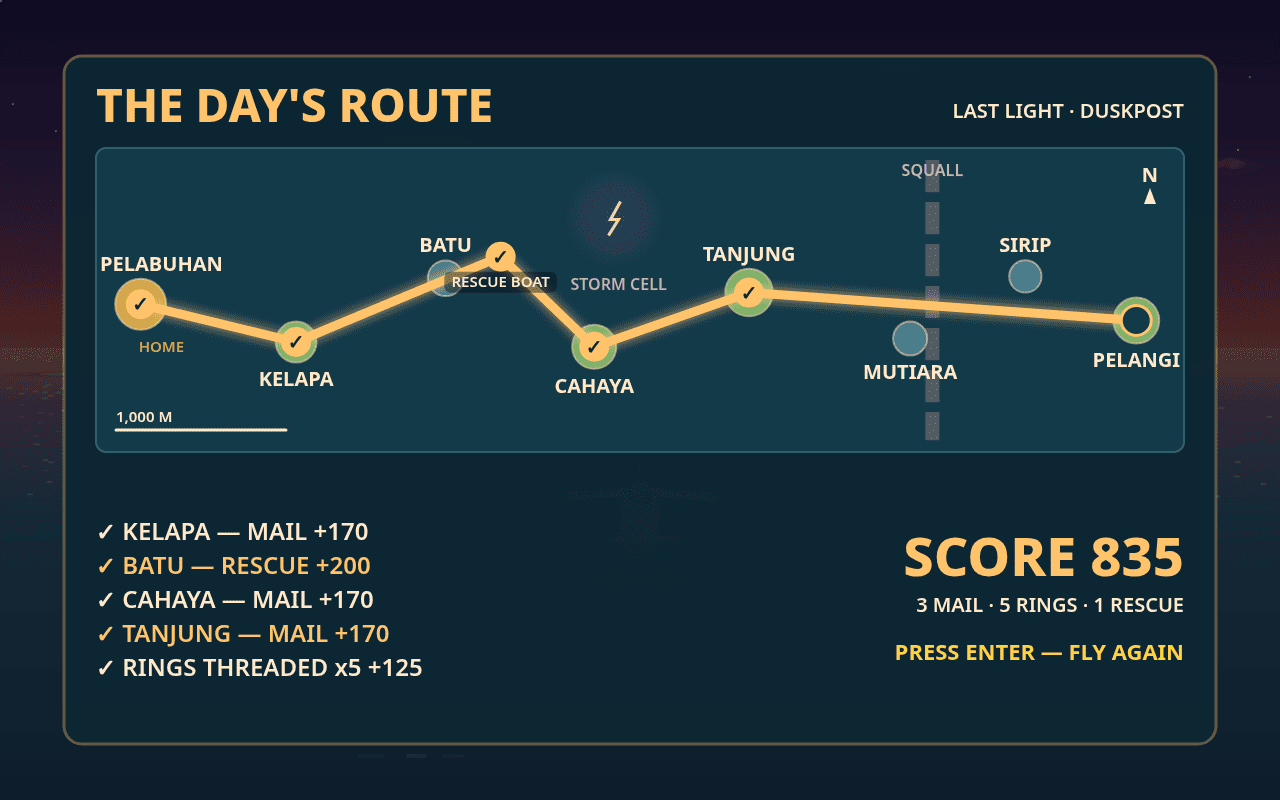 THE DAY'S ROUTE
LAST LIGHT · DUSKPOST
SQUALL
N
BATU
SIRIP
TANJUNG
PELABUHAN
✓
RESCUE BOAT
STORM CELL
✓
✓
✓
✓
HOME
PELANGI
KELAPA
MUTIARA
CAHAYA
1,000 M
✓ KELAPA — MAIL +170
✓ BATU — RESCUE +200
✓ CAHAYA — MAIL +170
✓ TANJUNG — MAIL +170
✓ RINGS THREADED x5 +125
SCORE 835
3 MAIL · 5 RINGS · 1 RESCUE
PRESS ENTER — FLY AGAIN